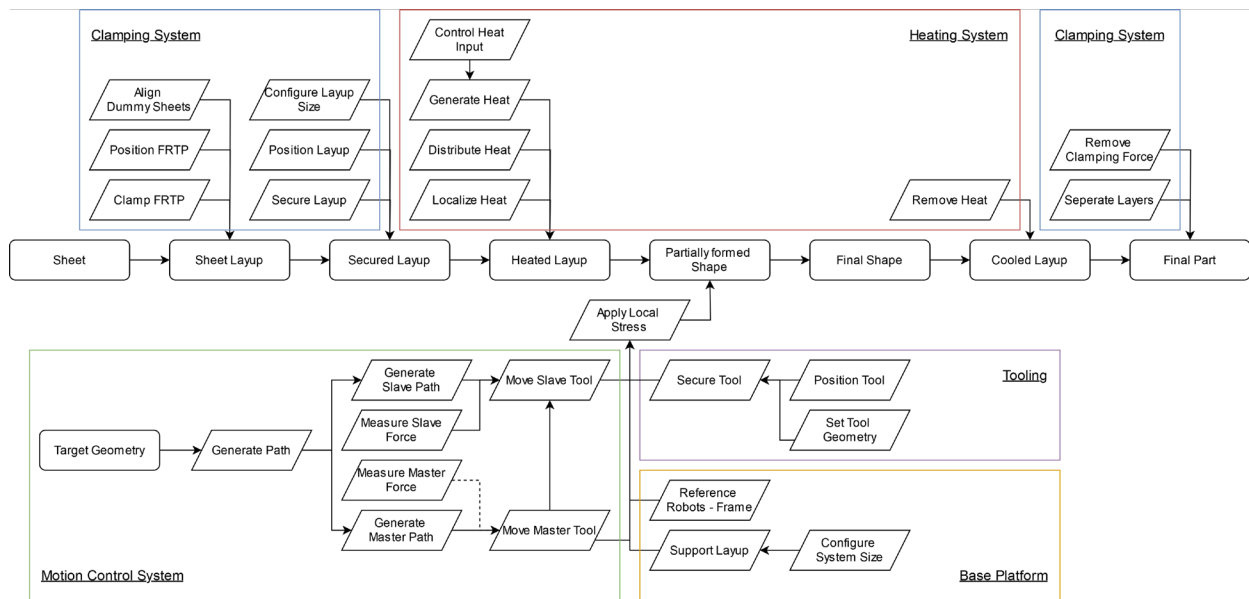 Clamping System
Heating System
Clamping System
Control Heat
Input
Align
Dummy Sheets
Configure Layup
Size
Generate Heat
Position FRTP
Position Layup
Distribute Heat
Remove
Clamping Force
Clamp FRTP
Secure Layup
Localize Heat
Remove Heat
Seperate Layers
Sheet
Sheet Layup
Secured Layup
Heated Layup
Partially formed
Shape
Final Shape
Cooled Layup
Final Part
Apply Local
Stress
Generate
Slave Path
Move Slave Tool
Secure Tool
Position Tool
Tooling
Measure Slave
Force
Set Tool
Geometry
Target Geometry
Generate Path
Measure Master
Force
Reference
Robots - Frame
Generate
Master Path
Move Master Tool
Support Layup
Configure
System Size
Motion Control System
Base Platform